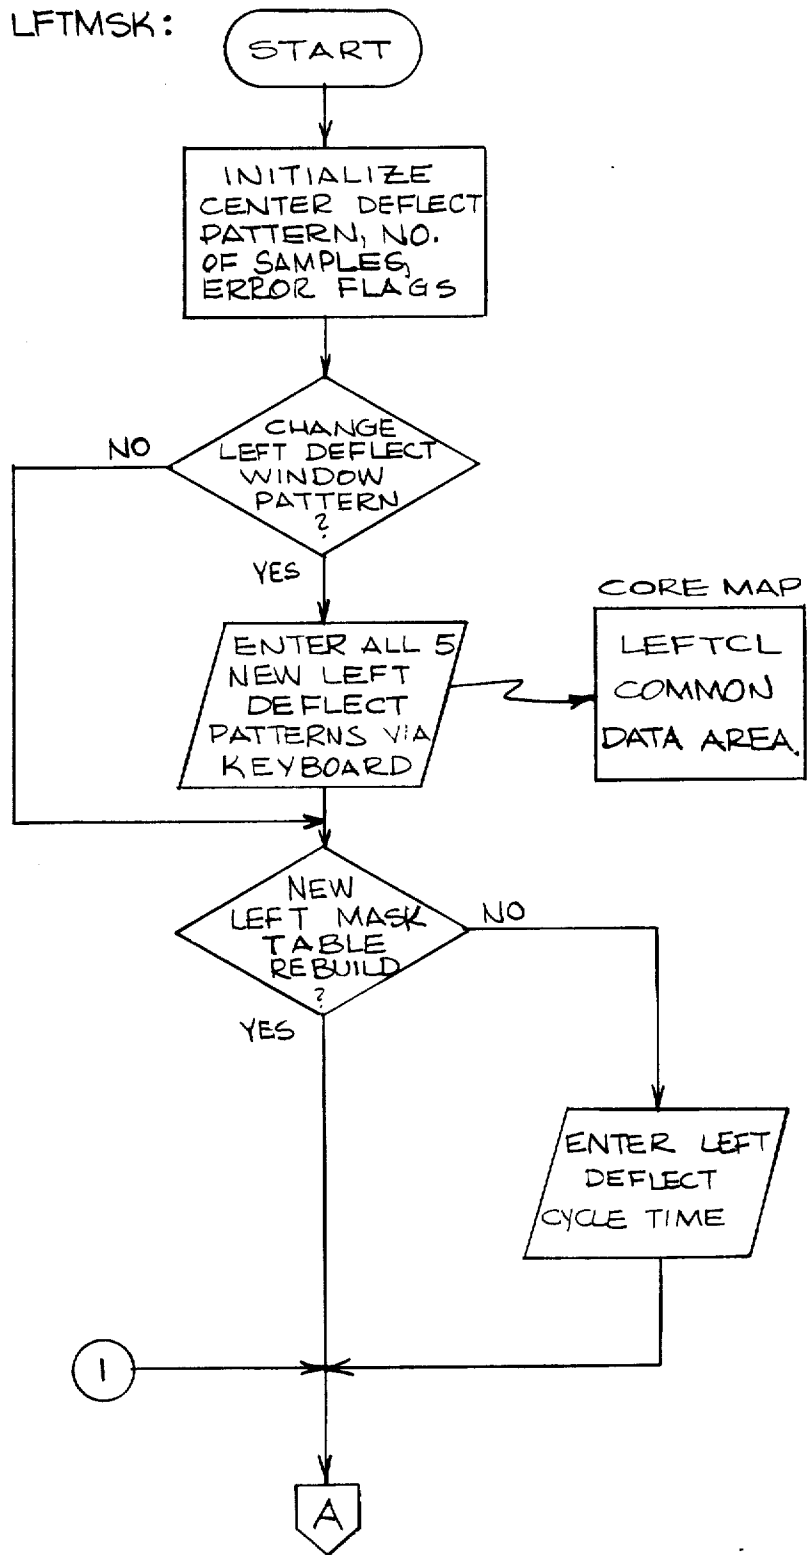 LFTMSK:
START
INITIALIZE
CENTER DEFLECT
PATTERN, NO.
OF SAMPLES,
ERROR FLAGS
CHANGE
LEFT DEFLECT
WINDOW
PATTERN
?
NO
YES
ENTER ALL 5
NEW LEFT
DEFLECT
PATTERNS VIA
KEYBOARD
CORE MAP
LEFTCL
COMMON
DATA AREA.
NEW
LEFT MASK
TABLE
REBUILD
?
NO
YES
ENTER LEFT
DEFLECT
CYCLE TIME
1
A